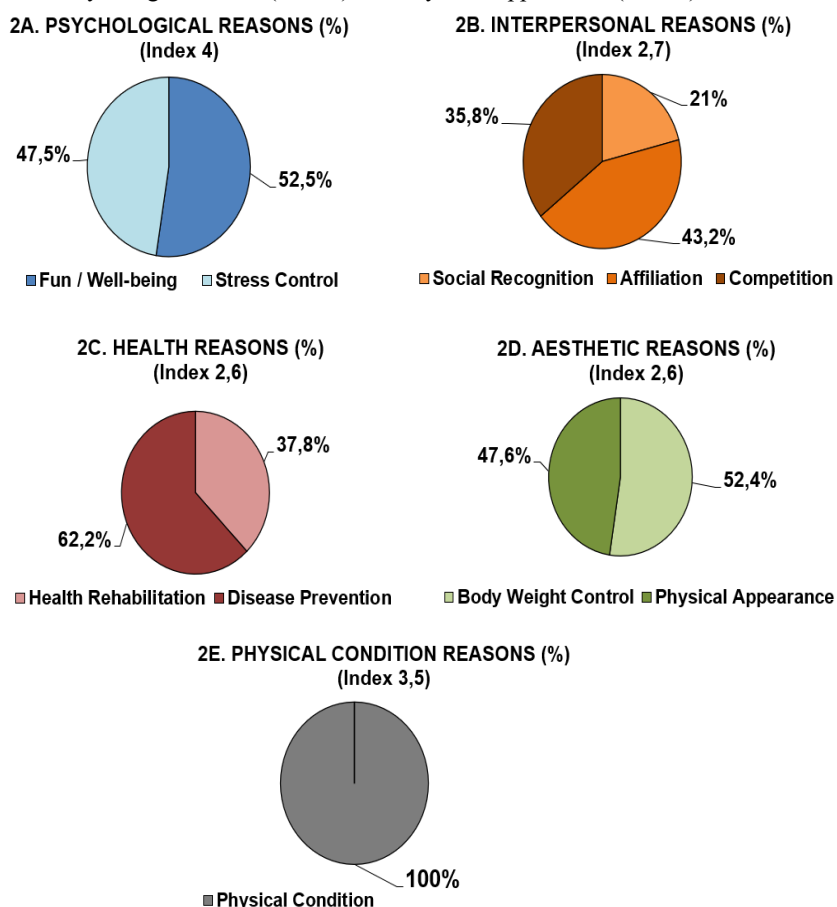 2A. PSYCHOLOGICAL REASONS (%)
(Index 4)
47,5%
52,5%
Fun / Well-being Stress Control
2B. INTERPERSONAL REASONS (%)
(Index 2,7)
21%
35,8%
43,2%
Social Recognition Affiliation Competition
2C. HEALTH REASONS (%)
(Index 2,6)
37,8%
62,2%
Health Rehabilitation Disease Prevention
2D. AESTHETIC REASONS (%)
(Index 2,6)
47,6%
52,4%
Body Weight Control Physical Appearance
2E. PHYSICAL CONDITION REASONS (%)
(Index 3,5)
100%
Physical Condition